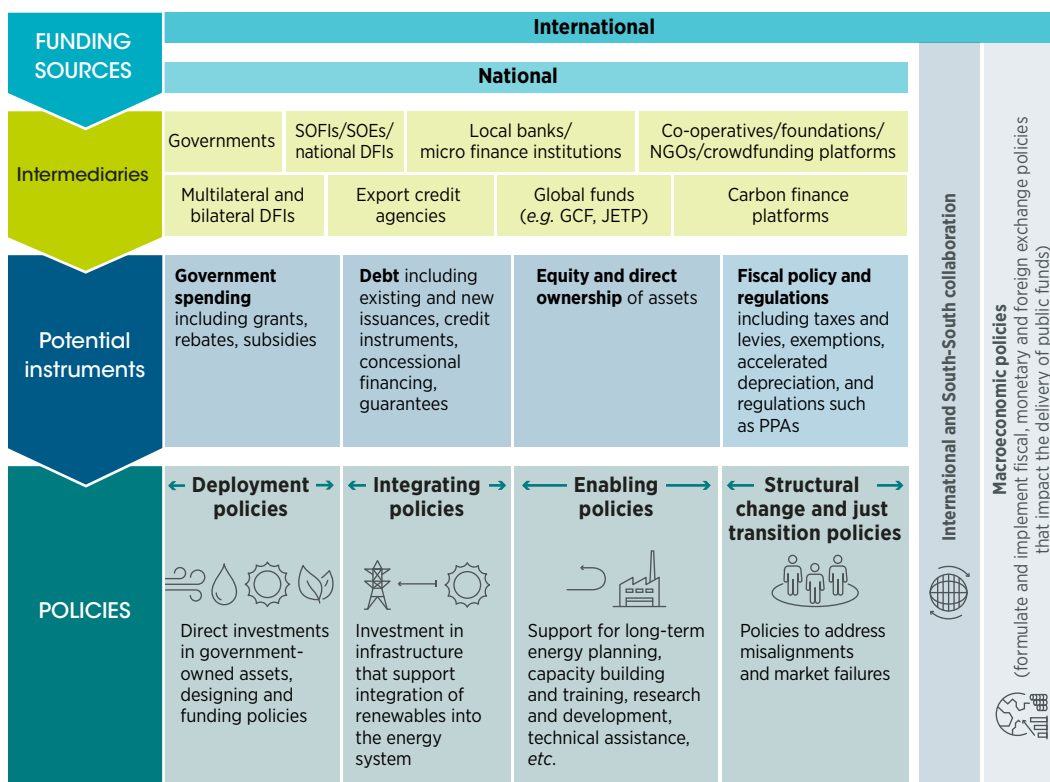 FUNDING
SOURCES
International
National
Intermediaries
Governments
SOFIs/SOEs/
national DFIs
Local banks/
micro finance institutions
Co-operatives/foundations/
NGOs/crowdfunding platforms
Multilateral and
bilateral DFIs
Export credit
agencies
Global funds
(e.g. GCF, JETP)
Carbon finance
platforms
Potential
instruments
Government
spending
including grants,
rebates, subsidies
Debt including
existing and new
issuances, credit
instruments,
concessional
financing,
guarantees
Equity and direct
ownership of assets
Fiscal policy and
regulations
including taxes and
levies, exemptions,
accelerated
depreciation, and
regulations such
as PPAs
POLICIES
Deployment
policies
Direct investments
in government-
owned assets,
designing and
funding policies
Integrating
policies
Investment in
infrastructure
that support
integration of
renewables into
the energy
system
Enabling
policies
Support for long-term
energy planning,
capacity building
and training, research
and development,
technical assistance,
etc.
Structural
change and just
transition policies
Policies to address
misalignments
and market failures
International and South-South collaboration
Macroeconomic policies
(formulate and implement fiscal, monetary and foreign exchange policies
that impact the delivery of public funds)